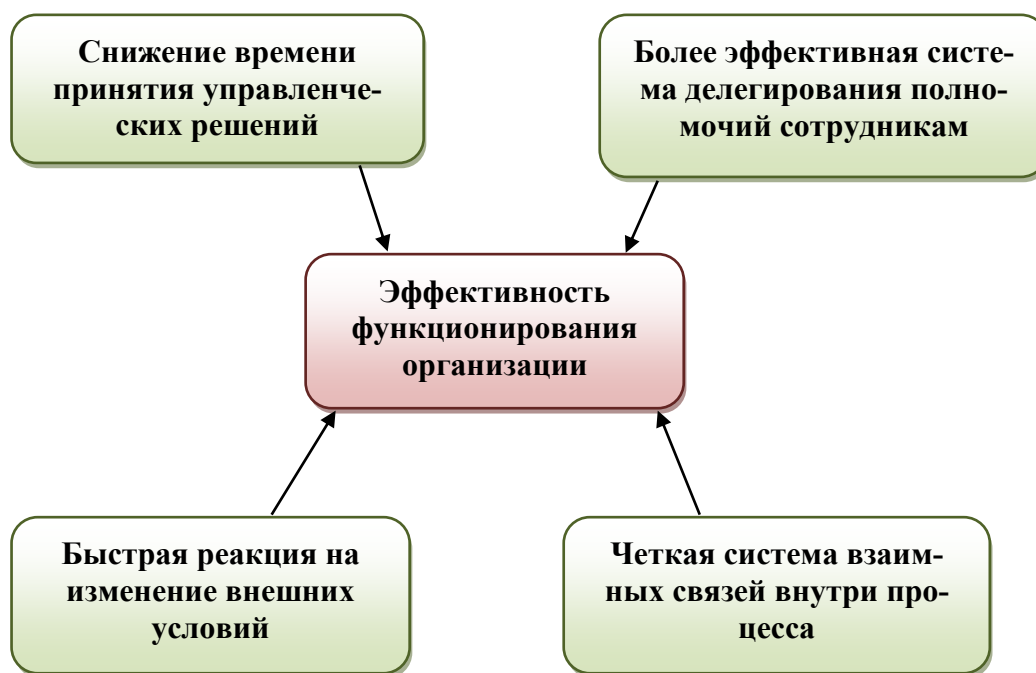 Снижение времени
принятия управленче-
ских решений
Более эффективная систе-
ма делегирования полно-
мочий сотрудникам
Эффективность
функционирования
организации
Быстрая реакция на
изменение внешних
условий
Четкая система взаим-
ных связей внутри про-
цесса